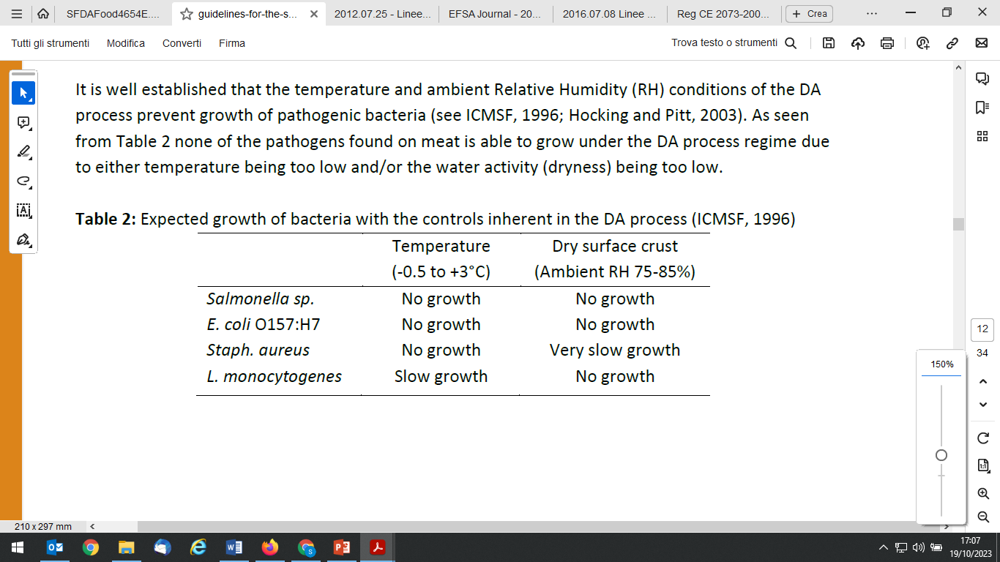 SFDAFood4654E.... guidelines-for-the-s... 2012.07.25 - Linee... EFSA Journal - 20... 2016.07.08 Linee ... Reg CE 2073-200... + Crea ...
Tutti gli strumenti Modifica Converti Firma Trova testo o strumenti
It is well established that the temperature and ambient Relative Humidity (RH) conditions of the DA
process prevent growth of pathogenic bacteria (see ICMSF, 1996; Hocking and Pitt, 2003). As seen
from Table 2 none of the pathogens found on meat is able to grow under the DA process regime due
to either temperature being too low and/or the water activity (dryness) being too low.
Table 2: Expected growth of bacteria with the controls inherent in the DA process (ICMSF, 1996)
Temperature Dry surface crust
(-0.5 to +3°C) (Ambient RH 75-85%)
Salmonella sp. No growth No growth
E. coli O157:H7 No growth No growth
Staph. aureus No growth Very slow growth
L. monocytogenes Slow growth No growth
12
34
150%
210 x 297 mm
17:07
19/10/2023